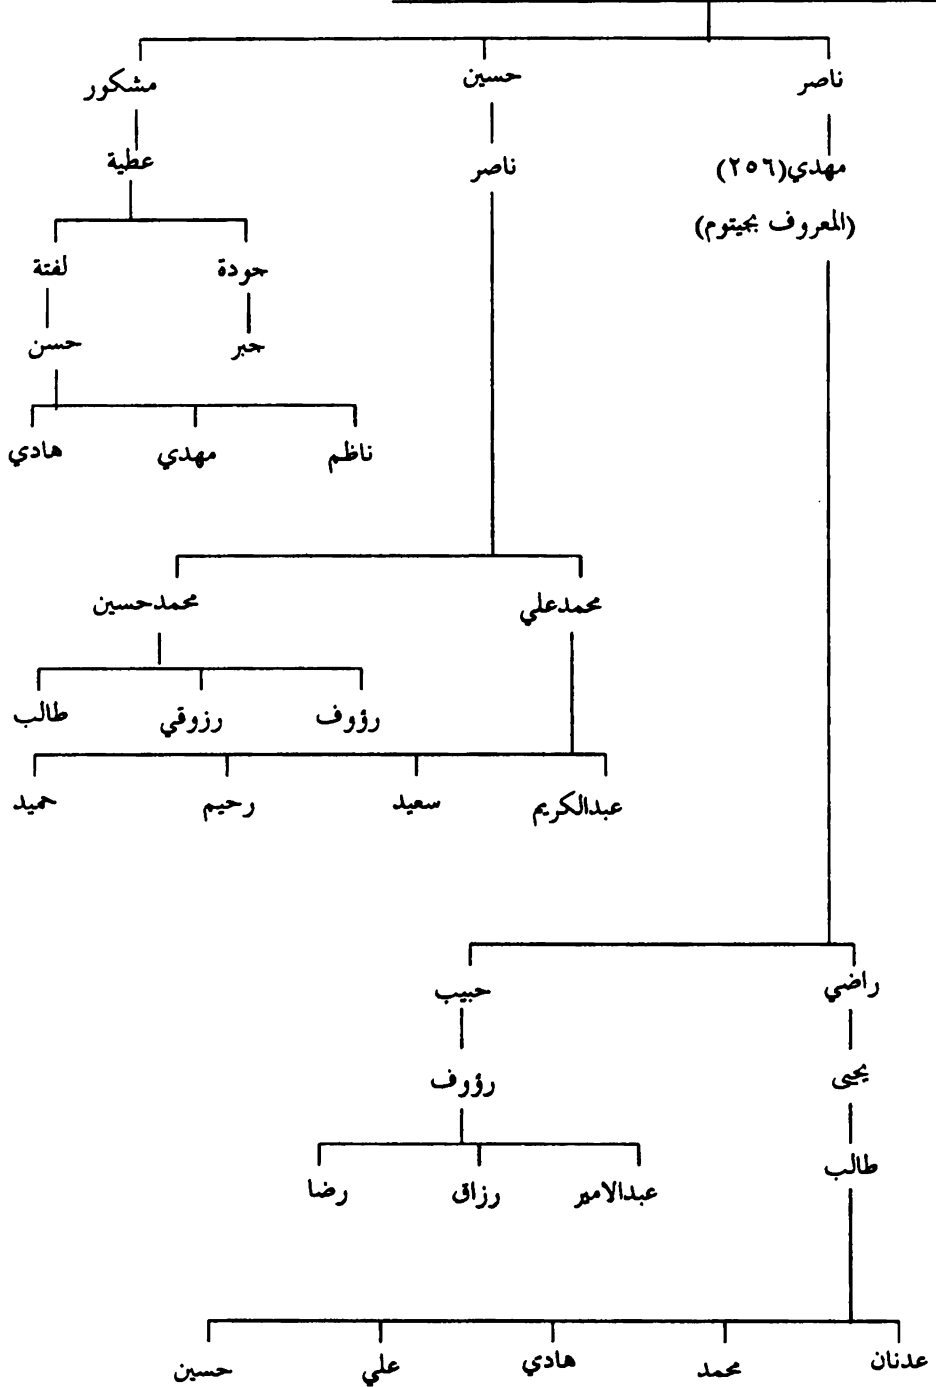 ناصر
حسين
مشكور
مهدي(٢٥٦)
ناصر
عطية
(المعروف بجيتوم)
جودة
لفتة
جبر
حسن
ناظم
مهدي
هادي
محمدعلي
محمدحسين
رؤوف
رزوقي
طالب
عبدالكريم
سعيد
رحيم
حميد
راضي
حبيب
يحيى
رؤوف
طالب
عبدالامير
رزاق
رضا
عدنان
محمد
هادي
علي
حسين